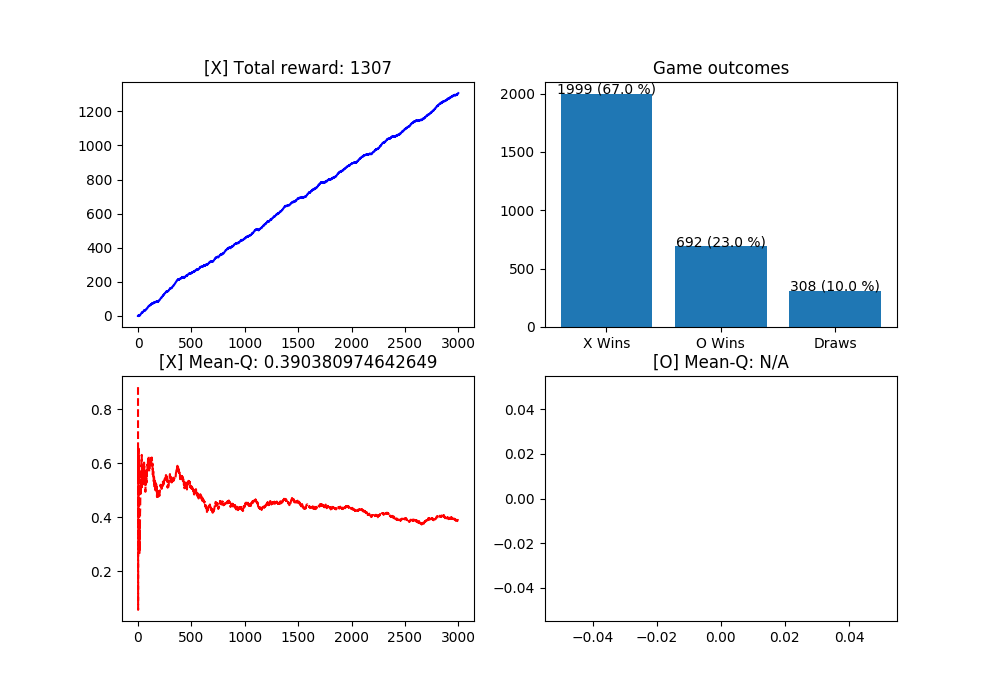 [X] Total reward: 1307
1200
1000
800
600
400
200
0
0 500 1000 1500 2000 2500 3000
Game outcomes
2000
1500
1000
500
0
1999 (67.0 %)
692 (23.0 %)
308 (10.0 %)
X Wins O Wins Draws
[X] Mean-Q: 0.390380974642649
0.8
0.6
0.4
0.2
0 500 1000 1500 2000 2500 3000
[O] Mean-Q: N/A
0.04
0.02
0.00
−0.02
−0.04
−0.04 −0.02 0.00 0.02 0.04